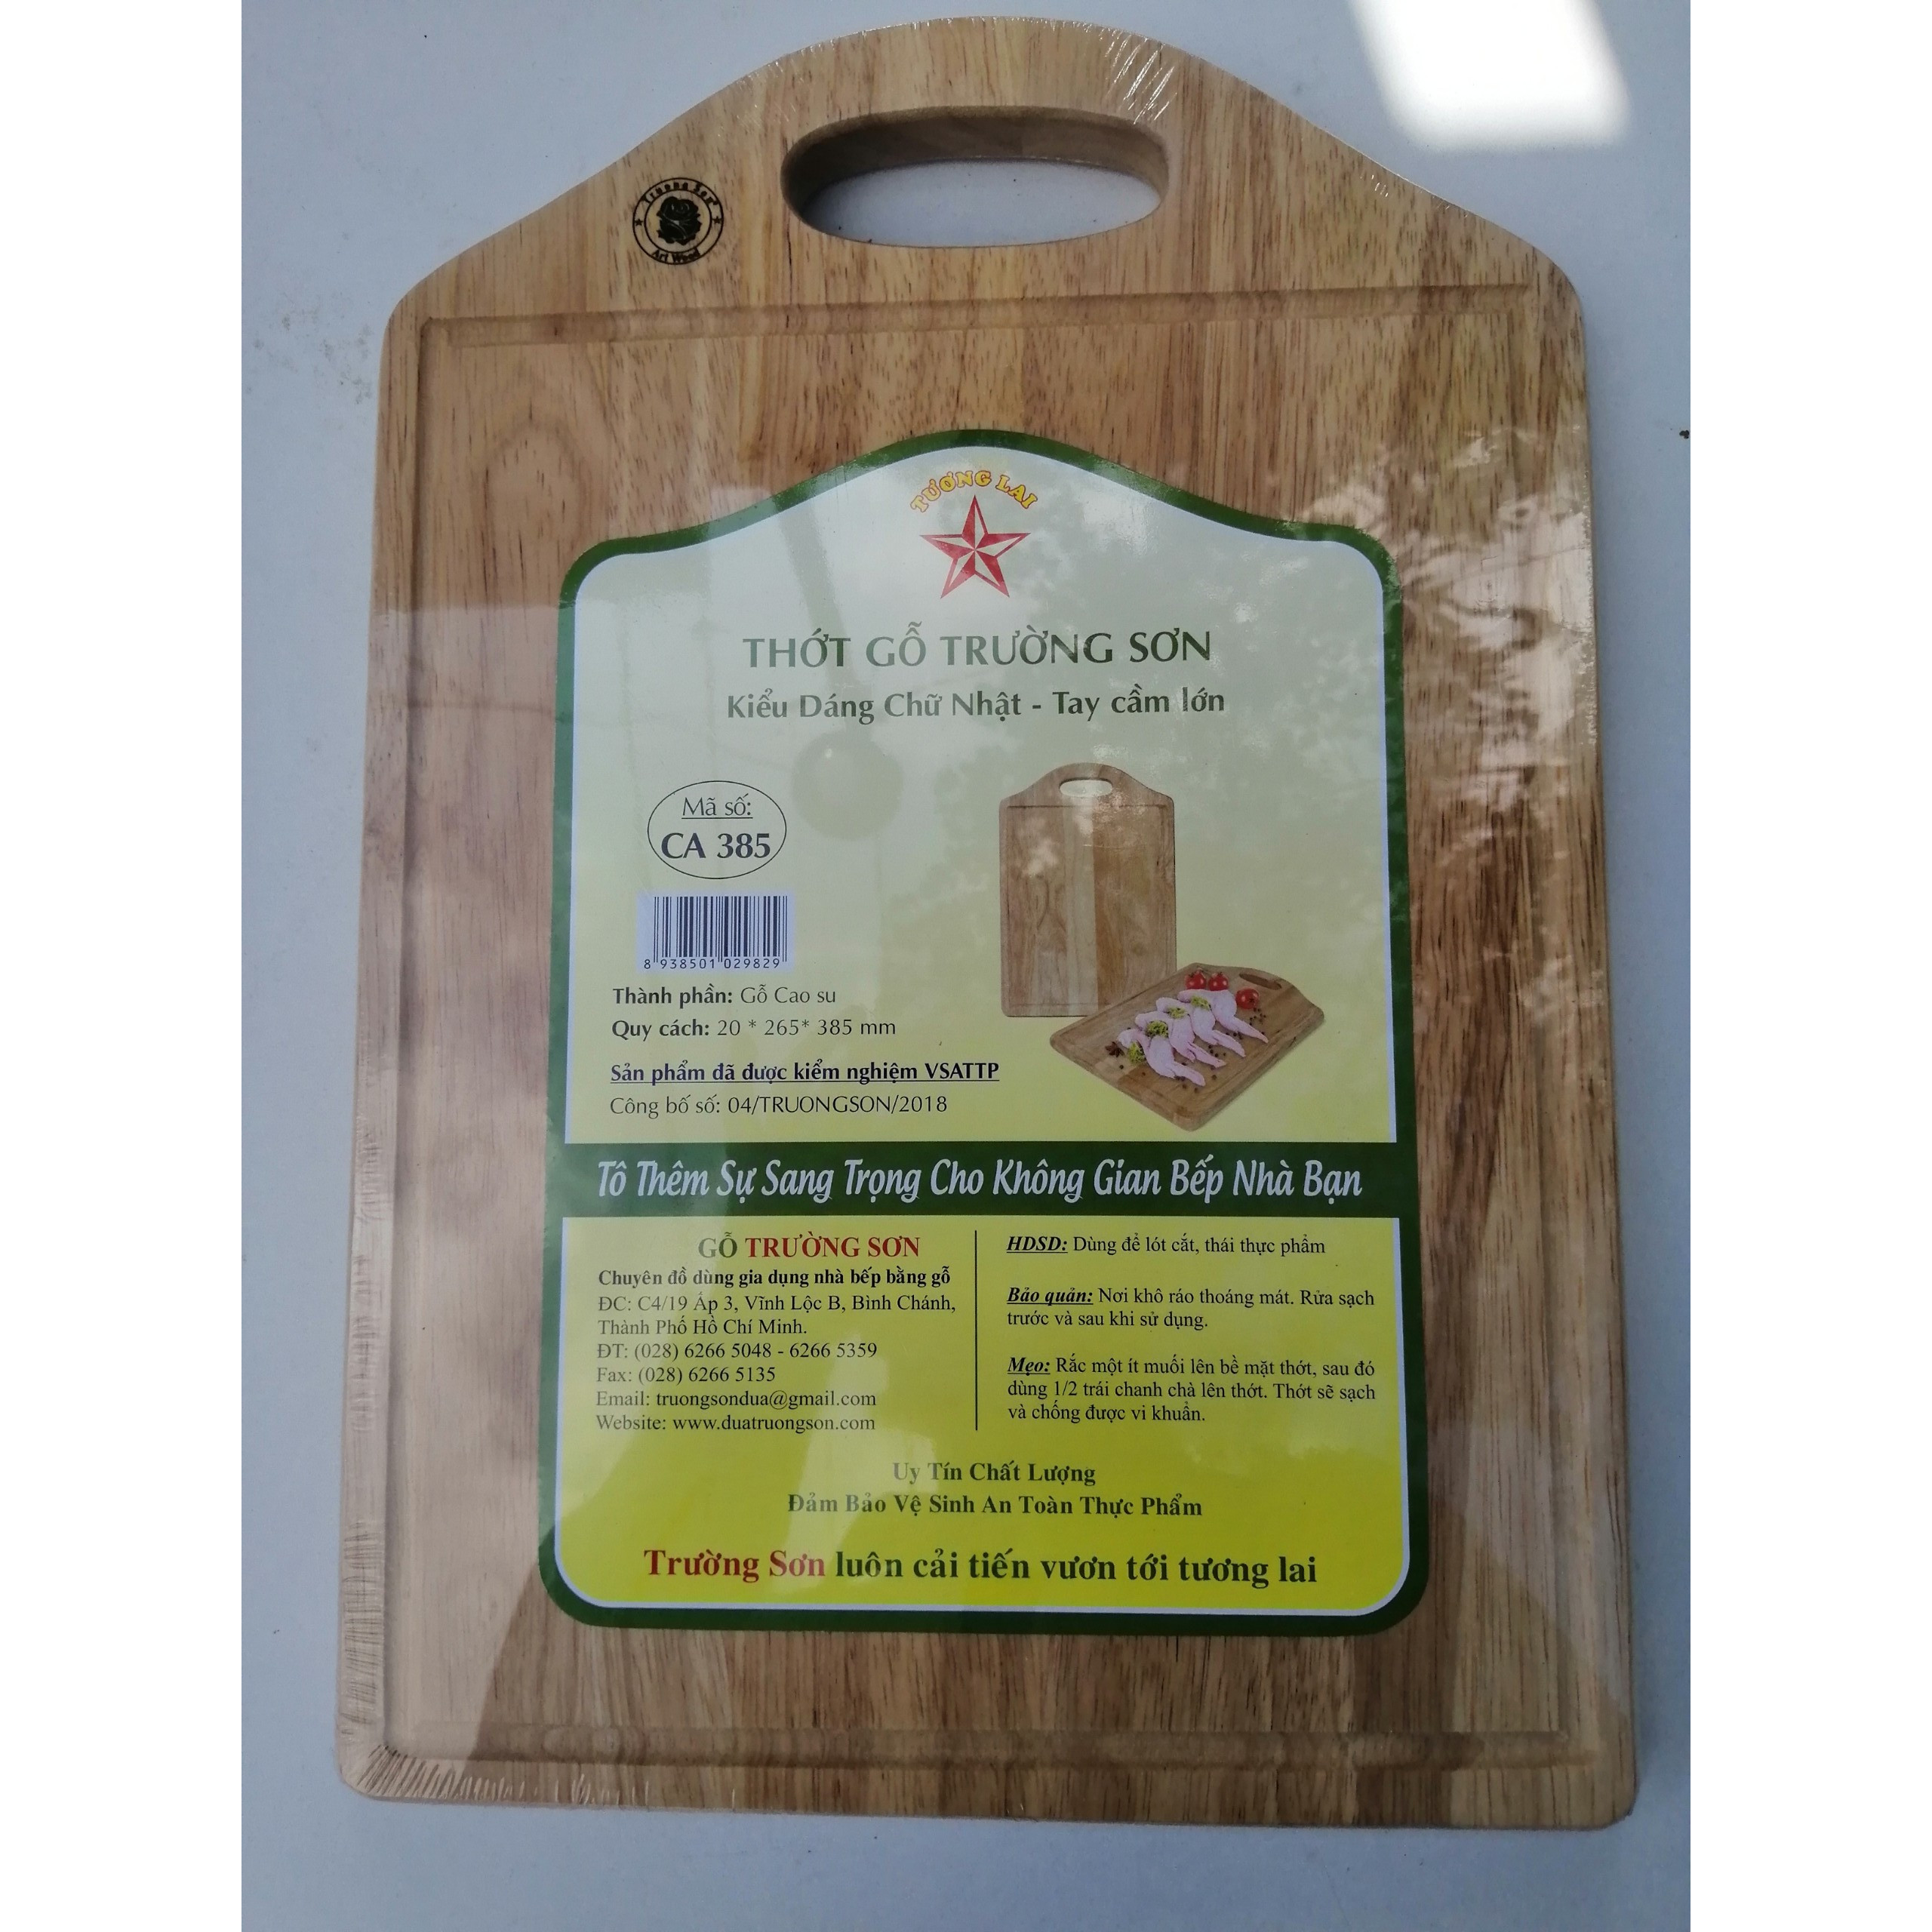 Truong Son
Art Wood
TƯƠNG LAI
THỚT GỖ TRƯỜNG SƠN
Kiểu Dáng Chữ Nhật - Tay cầm lớn
Mã số:
CA 385
8 938501 029829
Thành phần: Gỗ Cao su
Quy cách: 20 * 265* 385 mm
Sản phẩm đã được kiểm nghiệm VSATTP
Công bố số: 04/TRUONGSON/2018
Tô Thêm Sự Sang Trọng Cho Không Gian Bếp Nhà Bạn
GỖ TRƯỜNG SƠN
Chuyên đồ dùng gia dụng nhà bếp bằng gỗ
ĐC: C4/19 Ấp 3, Vĩnh Lộc B, Bình Chánh,
Thành Phố Hồ Chí Minh.
ĐT: (028) 6266 5048 - 6266 5359
Fax: (028) 6266 5135
Email: truongsondua@gmail.com
Website: www.duatruongson.com
HDSD: Dùng để lót cắt, thái thực phẩm
Bảo quản: Nơi khô ráo thoáng mát. Rửa sạch
trước và sau khi sử dụng.
Mẹo: Rắc một ít muối lên bề mặt thớt, sau đó
dùng 1/2 trái chanh chà lên thớt. Thớt sẽ sạch
và chống được vi khuẩn.
Uy Tín Chất Lượng
Đảm Bảo Vệ Sinh An Toàn Thực Phẩm
Trường Sơn luôn cải tiến vươn tới tương lai